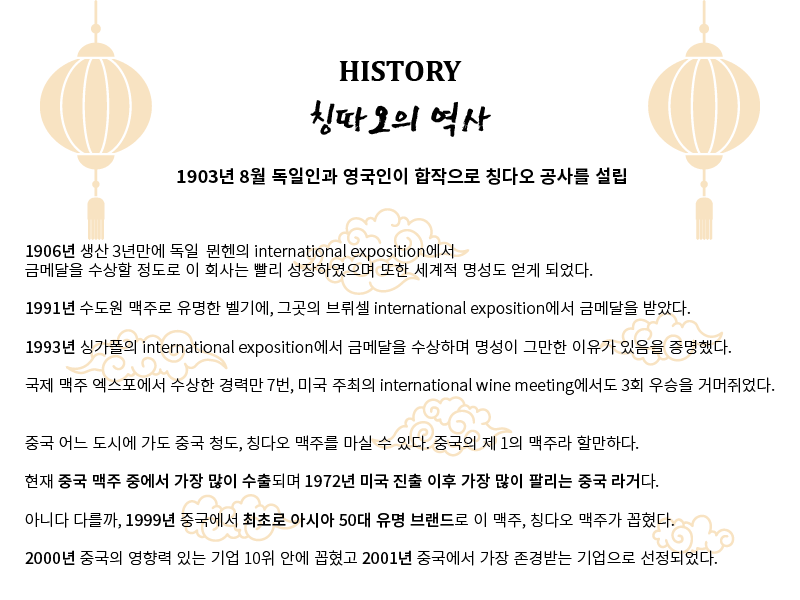 HISTORY
칭따오의 역사
1903년 8월 독일인과 영국인이 합작으로 칭다오 공사를 설립
1906년 생산 3년만에 독일 뮌헨의 international exposition에서
금메달을 수상할 정도로 이 회사는 빨리 성장하였으며 또한 세계적 명성도 얻게 되었다.
1991년 수도원 맥주로 유명한 벨기에, 그곳의 브뤼셀 international exposition에서 금메달을 받았다.
1993년 싱가폴의 international exposition에서 금메달을 수상하며 명성이 그만한 이유가 있음을 증명했다.
국제 맥주 엑스포에서 수상한 경력만 7번, 미국 주최의 international wine meeting에서도 3회 우승을 거머쥐었다.
중국 어느 도시에 가도 중국 청도, 칭다오 맥주를 마실 수 있다. 중국의 제 1의 맥주라 할만하다.
현재 중국 맥주 중에서 가장 많이 수출되며 1972년 미국 진출 이후 가장 많이 팔리는 중국 라거다.
아니다 다를까, 1999년 중국에서 최초로 아시아 50대 유명 브랜드로 이 맥주, 칭다오 맥주가 꼽혔다.
2000년 중국의 영향력 있는 기업 10위 안에 꼽혔고 2001년 중국에서 가장 존경받는 기업으로 선정되었다.